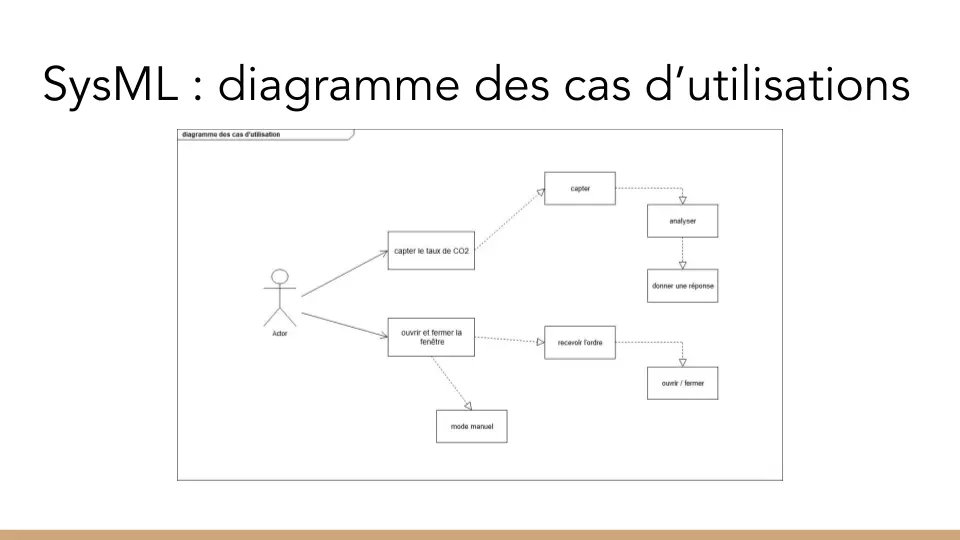 SysML : diagramme des cas d’utilisations
diagramme des cas d'utilisation
capter
analyser
capter le taux de CO2
donner une réponse
Actor
ouvrir et fermer la
fenêtre
recevoir l'ordre
ouvrir / fermer
mode manuel